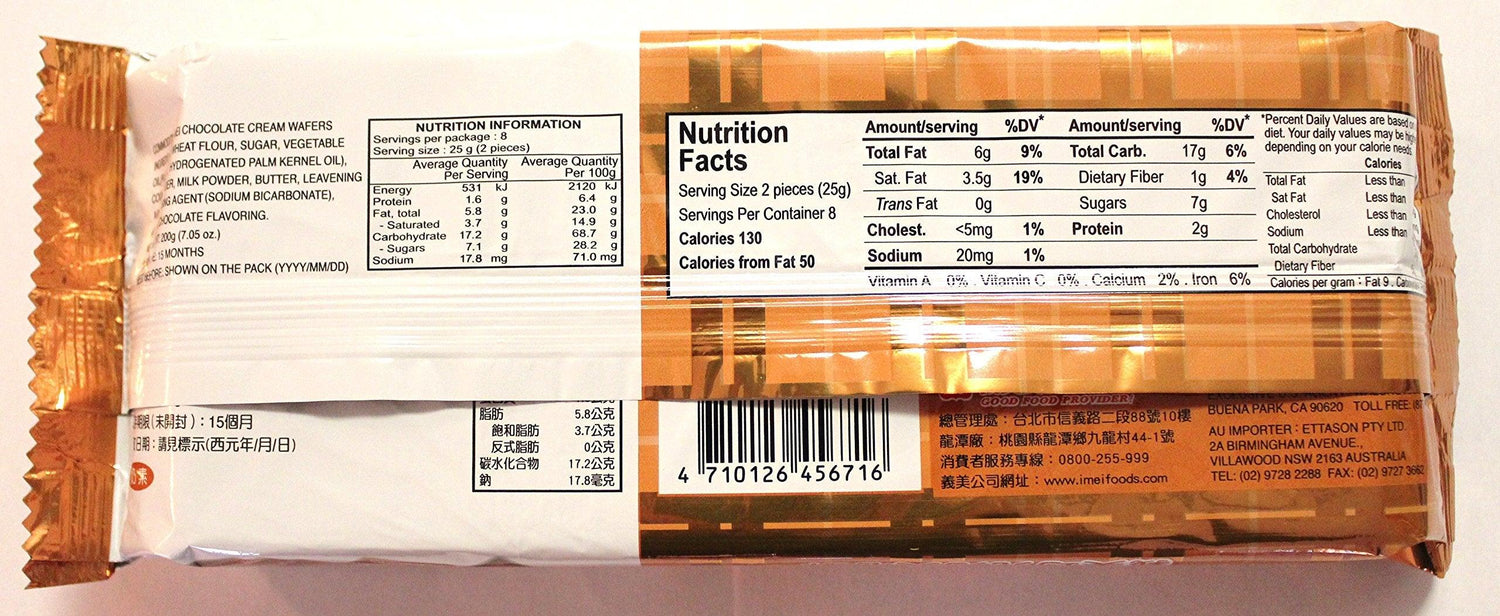 CHOCOLATE CREAM WAFERS
FLOUR, SUGAR, VEGETABLE
HYDROGENATED PALM KERNEL OIL),
MILK POWDER, BUTTER, LEAVENING
AGENT (SODIUM BICARBONATE),
CHOCOLATE FLAVORING.
200g (7.05 oz.)
15 MONTHS
SHOWN ON THE PACK (YYYY/MM/DD)
NUTRITION INFORMATION
Servings per package : 8
Serving size : 25 g (2 pieces)
Average Quantity Average Quantity
Per Serving Per 100g
Energy 531 kJ 2120 kJ
Protein 1.6 g 6.4 g
Fat, total 5.8 g 23.0 g
- Saturated 3.7 g 14.9 g
Carbohydrate 17.2 g 68.7 g
- Sugars 7.1 g 28.2 g
Sodium 17.8 mg 71.0 mg
Nutrition
Facts
Serving Size 2 pieces (25g)
Servings Per Container 8
Calories 130
Calories from Fat 50
Amount/serving %DV* Amount/serving %DV*
Total Fat 6g 9% Total Carb. 17g 6%
Sat. Fat 3.5g 19% Dietary Fiber 1g 4%
Trans Fat 0g Sugars 7g
Cholest. <5mg 1% Protein 2g
Sodium 20mg 1%
Vitamin A 0% . Vitamin C 0% . Calcium 2% . Iron 6%
*Percent Daily Values are based on
diet. Your daily values may be
depending on your calorie needs
Calories
Total Fat Less than
Sat Fat Less than
Cholesterol Less than
Sodium Less than
Total Carbohydrate
Dietary Fiber
Calories per gram : Fat 9 .
(未開封)：15個月
日期：請見標示(西元年/月/日)
脂肪 5.8公克
飽和脂肪 3.7公克
反式脂肪 0公克
碳水化合物 17.2公克
鈉 17.8毫克
4 710126 456716
GOOD FOOD PROVIDER!
總管理處：台北市信義路二段88號10樓
龍潭廠：桃園縣龍潭鄉九龍村44-1號
消費者服務專線：0800-255-999
義美公司網址：www.imeifoods.com
BUENA PARK, CA 90620 TOLL FREE:
AU IMPORTER : ETTASON PTY LTD.
2A BIRMINGHAM AVENUE.,
VILLAWOOD NSW 2163 AUSTRALIA
TEL: (02) 9728 2288 FAX: (02) 9727 3662